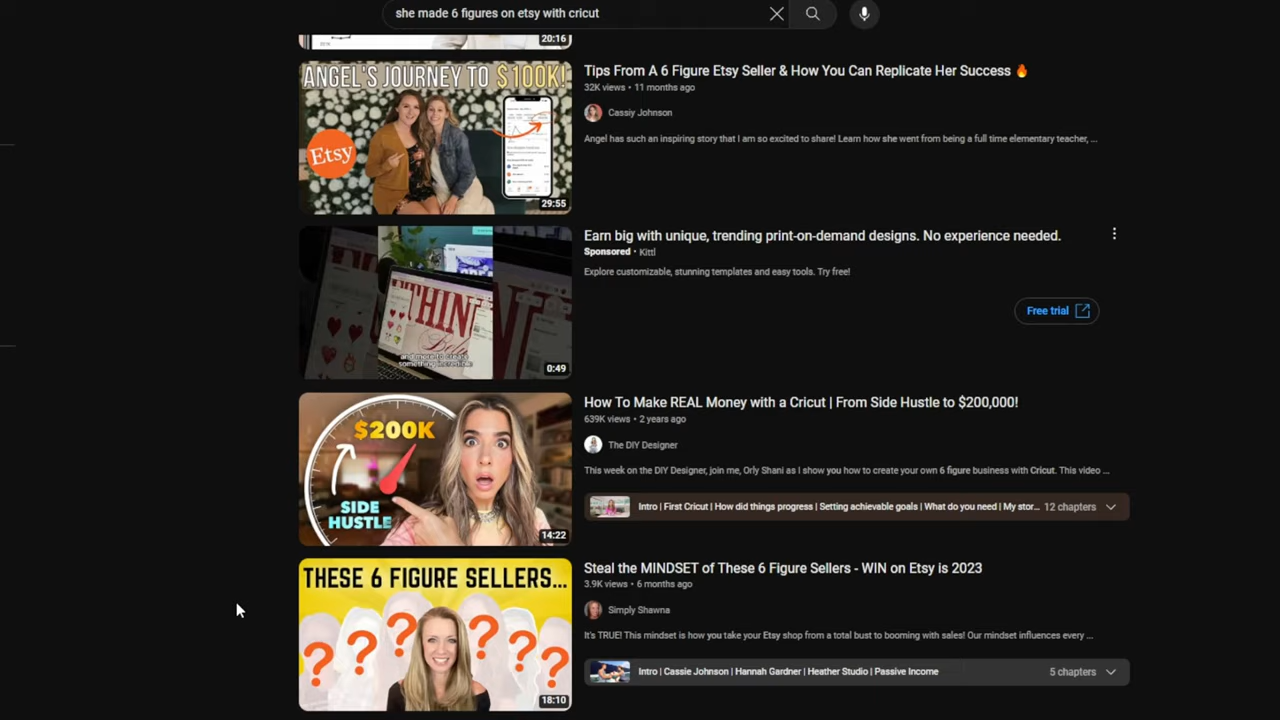 she made 6 figures on etsy with cricut
20:16
ANGEL'S JOURNEY TO $100K!
Etsy
29:55
Tips From A 6 Figure Etsy Seller & How You Can Replicate Her Success 🔥
32K views • 11 months ago
Cassiy Johnson
Angel has such an inspiring story that I am so excited to share! Learn how she went from being a full time elementary teacher, ...
THIN
and more to create
something incredible
0:49
Earn big with unique, trending print-on-demand designs. No experience needed.
Sponsored • Kittl
Explore customizable, stunning templates and easy tools. Try free!
Free trial
$200K
SIDE
HUSTLE
14:22
How To Make REAL Money with a Cricut | From Side Hustle to $200,000!
639K views • 2 years ago
The DIY Designer
This week on the DIY Designer, join me, Orly Shani as I show you how to create your own 6 figure business with Cricut. This video ...
Intro | First Cricut | How did things progress | Setting achievable goals | What do you need | My stor... 12 chapters
THESE 6 FIGURE SELLERS...
? ? ? ? ? ?
18:10
Steal the MINDSET of These 6 Figure Sellers - WIN on Etsy is 2023
3.9K views • 6 months ago
Simply Shawna
It's TRUE! This mindset is how you take your Etsy shop from a total bust to booming with sales! Our mindset influences every ...
Intro | Cassie Johnson | Hannah Gardner | Heather Studio | Passive Income 5 chapters